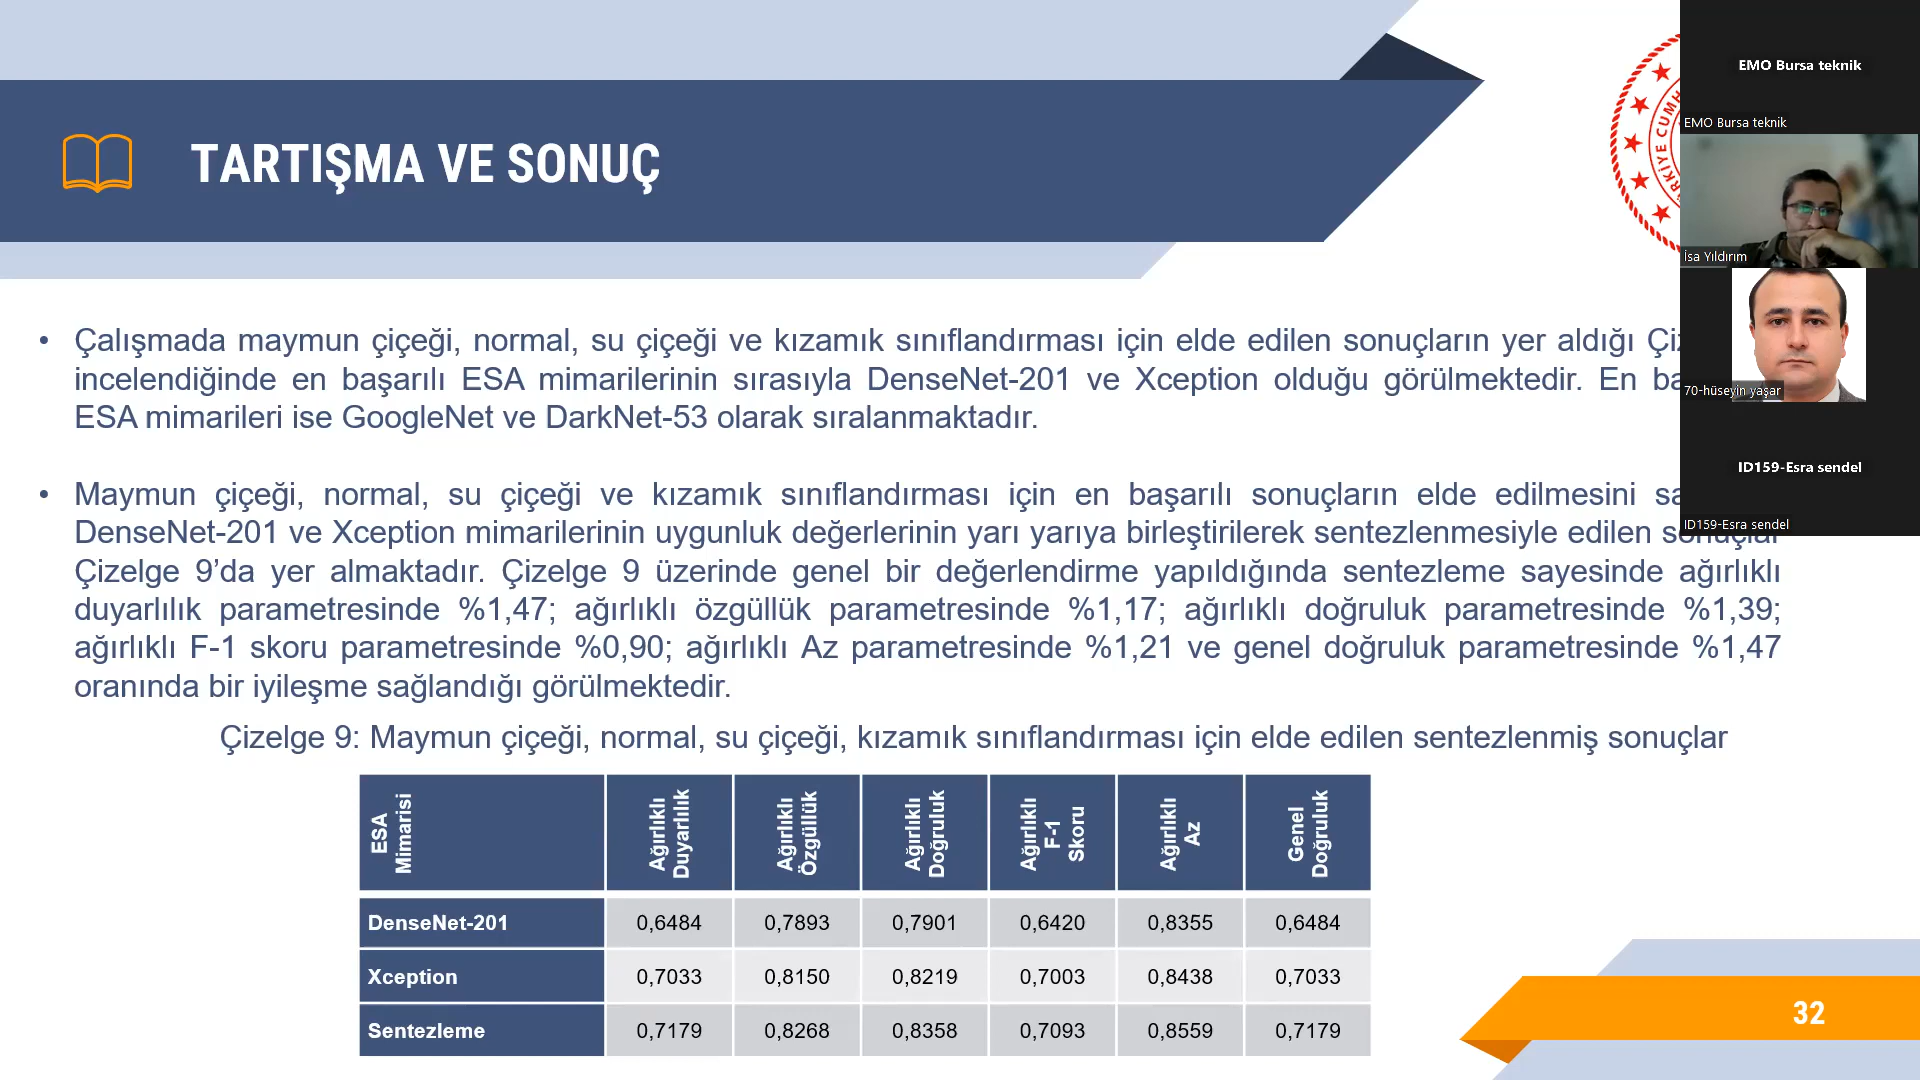 TARTIŞMA VE SONUÇ
• Çalışmada maymun çiçeği, normal, su çiçeği ve kızamık sınıflandırması için elde edilen sonuçların yer aldığı
incelendiğinde en başarılı ESA mimarilerinin sırasıyla DenseNet-201 ve Xception olduğu görülmektedir. En
ESA mimarileri ise GoogleNet ve DarkNet-53 olarak sıralanmaktadır.
• Maymun çiçeği, normal, su çiçeği ve kızamık sınıflandırması için en başarılı sonuçların elde edilmesini
DenseNet-201 ve Xception mimarilerinin uygunluk değerlerinin yarı yarıya birleştirilerek sentezlenmesiyle edilen sonuçlar
Çizelge 9’da yer almaktadır. Çizelge 9 üzerinde genel bir değerlendirme yapıldığında sentezleme sayesinde ağırlıklı
duyarlılık parametresinde %1,47; ağırlıklı özgüllük parametresinde %1,17; ağırlıklı doğruluk parametresinde %1,39;
ağırlıklı F-1 skoru parametresinde %0,90; ağırlıklı Az parametresinde %1,21 ve genel doğruluk parametresinde %1,47
oranında bir iyileşme sağlandığı görülmektedir.
Çizelge 9: Maymun çiçeği, normal, su çiçeği, kızamık sınıflandırması için elde edilen sentezlenmiş sonuçlar
ESA Mimarisi Ağırlıklı Duyarlılık Ağırlıklı Özgüllük Ağırlıklı Doğruluk Ağırlıklı F-1 Skoru Ağırlıklı Az Genel Doğruluk
DenseNet-201 0,6484 0,7893 0,7901 0,6420 0,8355 0,6484
Xception 0,7033 0,8150 0,8219 0,7003 0,8438 0,7033
Sentezleme 0,7179 0,8268 0,8358 0,7093 0,8559 0,7179
32
EMO Bursa teknik
EMO Bursa teknik
İsa Yıldırım
70-hüseyin yaşar
ID159-Esra sendel
ID159-Esra sendel